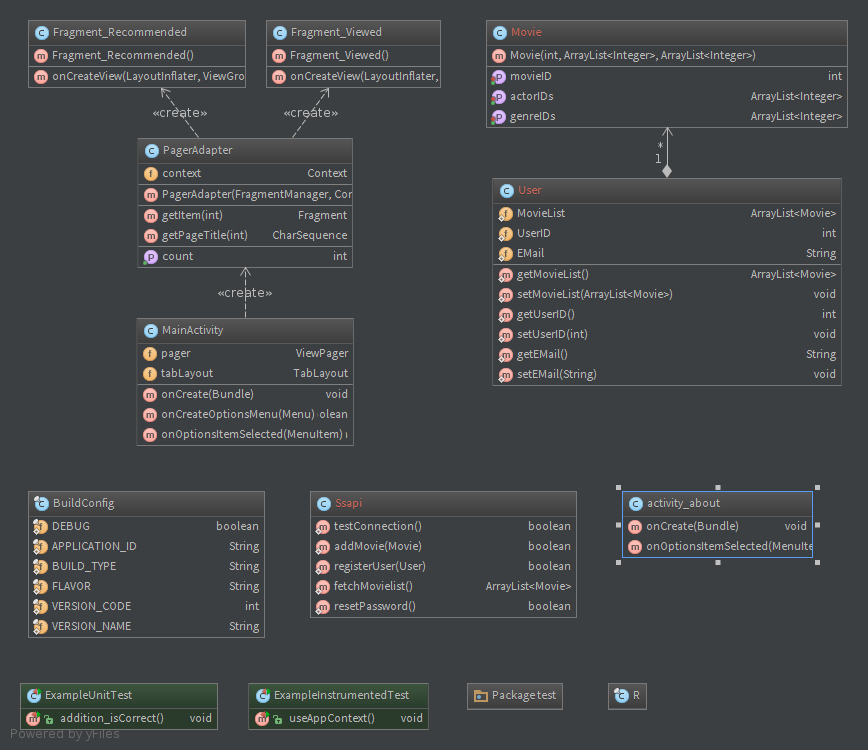 Fragment_Recommended
Fragment_Recommended()
onCreateView(LayoutInflater, ViewGro
Fragment_Viewed
Fragment_Viewed()
onCreateView(LayoutInflater,
Movie
Movie(int, ArrayList<Integer>, ArrayList<Integer>)
movieID int
actorIDs ArrayList<Integer>
genreIDs ArrayList<Integer>
«create»
«create»
*
1
PagerAdapter
context Context
PagerAdapter(FragmentManager, Cor
getItem(int) Fragment
getPageTitle(int) CharSequence
count int
User
MovieList ArrayList<Movie>
UserID int
EMail String
getMovieList() ArrayList<Movie>
setMovieList(ArrayList<Movie>) void
getUserID() int
setUserID(int) void
getEMail() String
setEMail(String) void
«create»
MainActivity
pager ViewPager
tabLayout TabLayout
onCreate(Bundle) void
onCreateOptionsMenu(Menu) olean
onOptionsItemSelected(MenuItem)
BuildConfig
DEBUG boolean
APPLICATION_ID String
BUILD_TYPE String
FLAVOR String
VERSION_CODE int
VERSION_NAME String
Ssapi
testConnection() boolean
addMovie(Movie) boolean
registerUser(User) boolean
fetchMovielist() ArrayList<Movie>
resetPassword() boolean
activity_about
onCreate(Bundle) void
onOptionsItemSelected(MenuIte
ExampleUnitTest
addition_isCorrect() void
ExampleInstrumentedTest
useAppContext() void
Package test
R
Powered by yFiles